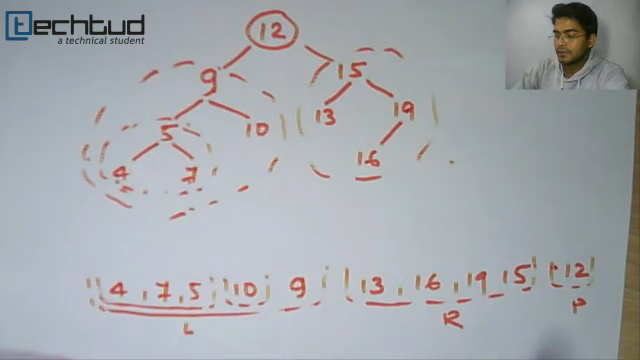 techtud
a technical student
12
9 15
5 10 13 19
4 7 16
4 , 7 , 5 10 9 13 , 16 , 19 15 12
L R P